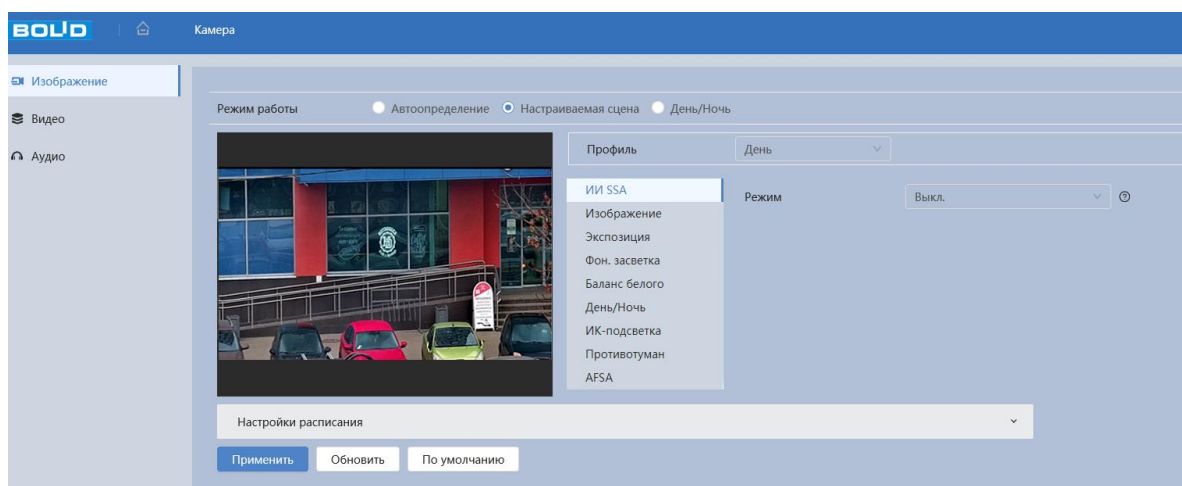 BOLID Камера
Изображение
Видео
Аудио
Режим работы Автоопределение Настраиваемая сцена День/Ночь
Профиль День
ИИ SSA Режим Выкл.
Изображение
Экспозиция
Фон. засветка
Баланс белого
День/Ночь
ИК-подсветка
Противотуман
AFSA
Настройки расписания
Применить Обновить По умолчанию